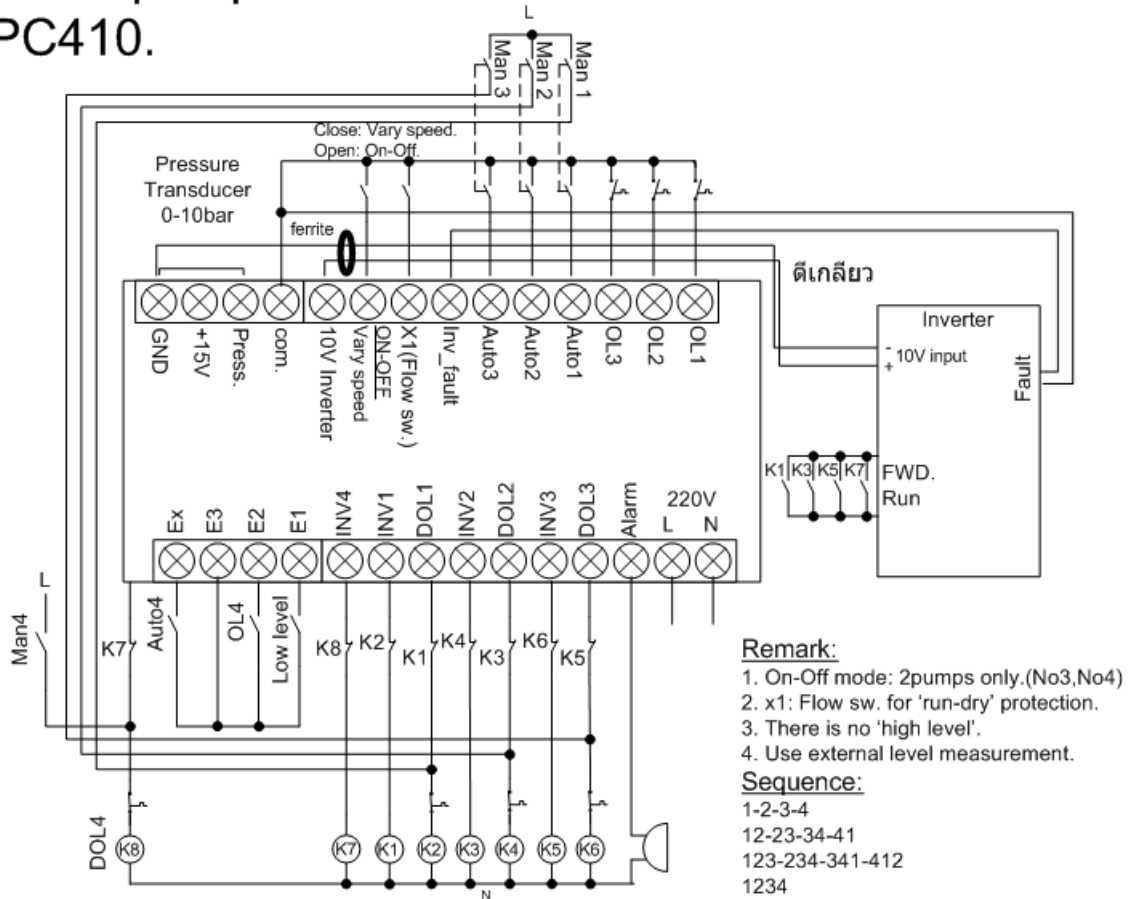 PC410.
L
Man 3
Man 2
Man 1
Close: Vary speed.
Open: On-Off.
Pressure
Transducer
0-10bar
ferrite
ตีเกลียว
GND
+15V
Press.
com.
10V Inverter
Vary speed
ON-OFF
X1(Flow sw.)
Inv_fault
Auto3
Auto2
Auto1
OL3
OL2
OL1
Inverter
-
10V input
+
Fault
K1
K3
K5
K7
FWD.
Run
Ex
E3
E2
E1
INV4
INV1
DOL1
INV2
DOL2
INV3
DOL3
Alarm
220V
L
N
L
Man4
K7
Auto4
OL4
Low level
K8
K2
K1
K4
K3
K6
K5
DOL4
K8
K7
K1
K2
K3
K4
K5
K6
N
Remark:
1. On-Off mode: 2pumps only.(No3,No4)
2. x1: Flow sw. for 'run-dry' protection.
3. There is no 'high level'.
4. Use external level measurement.
Sequence:
1-2-3-4
12-23-34-41
123-234-341-412
1234